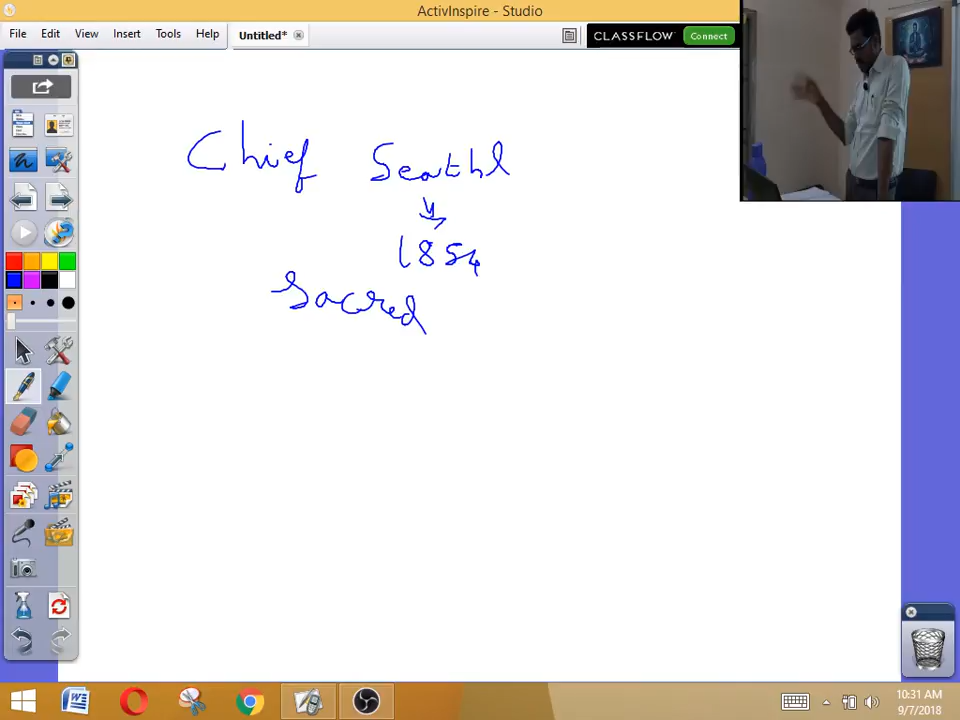 ActivInspire - Studio
File Edit View Insert Tools Help Untitled* CLASSFLOW Connect
Chief Seathl
1854
Sacred
10:31 AM
9/7/2018